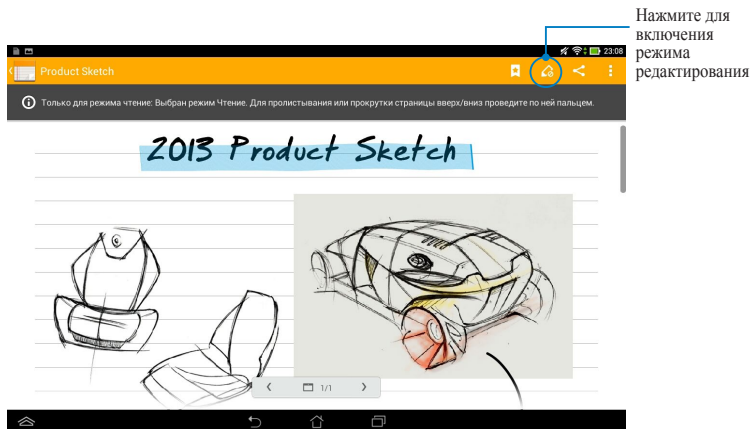 Нажмите для
включения
режима
редактирования
23:08
Product Sketch
Только для режима чтение: Выбран режим Чтение. Для пролистывания или прокрутки страницы вверх/вниз проведите по ней пальцем.
2013 Product Sketch
1/1